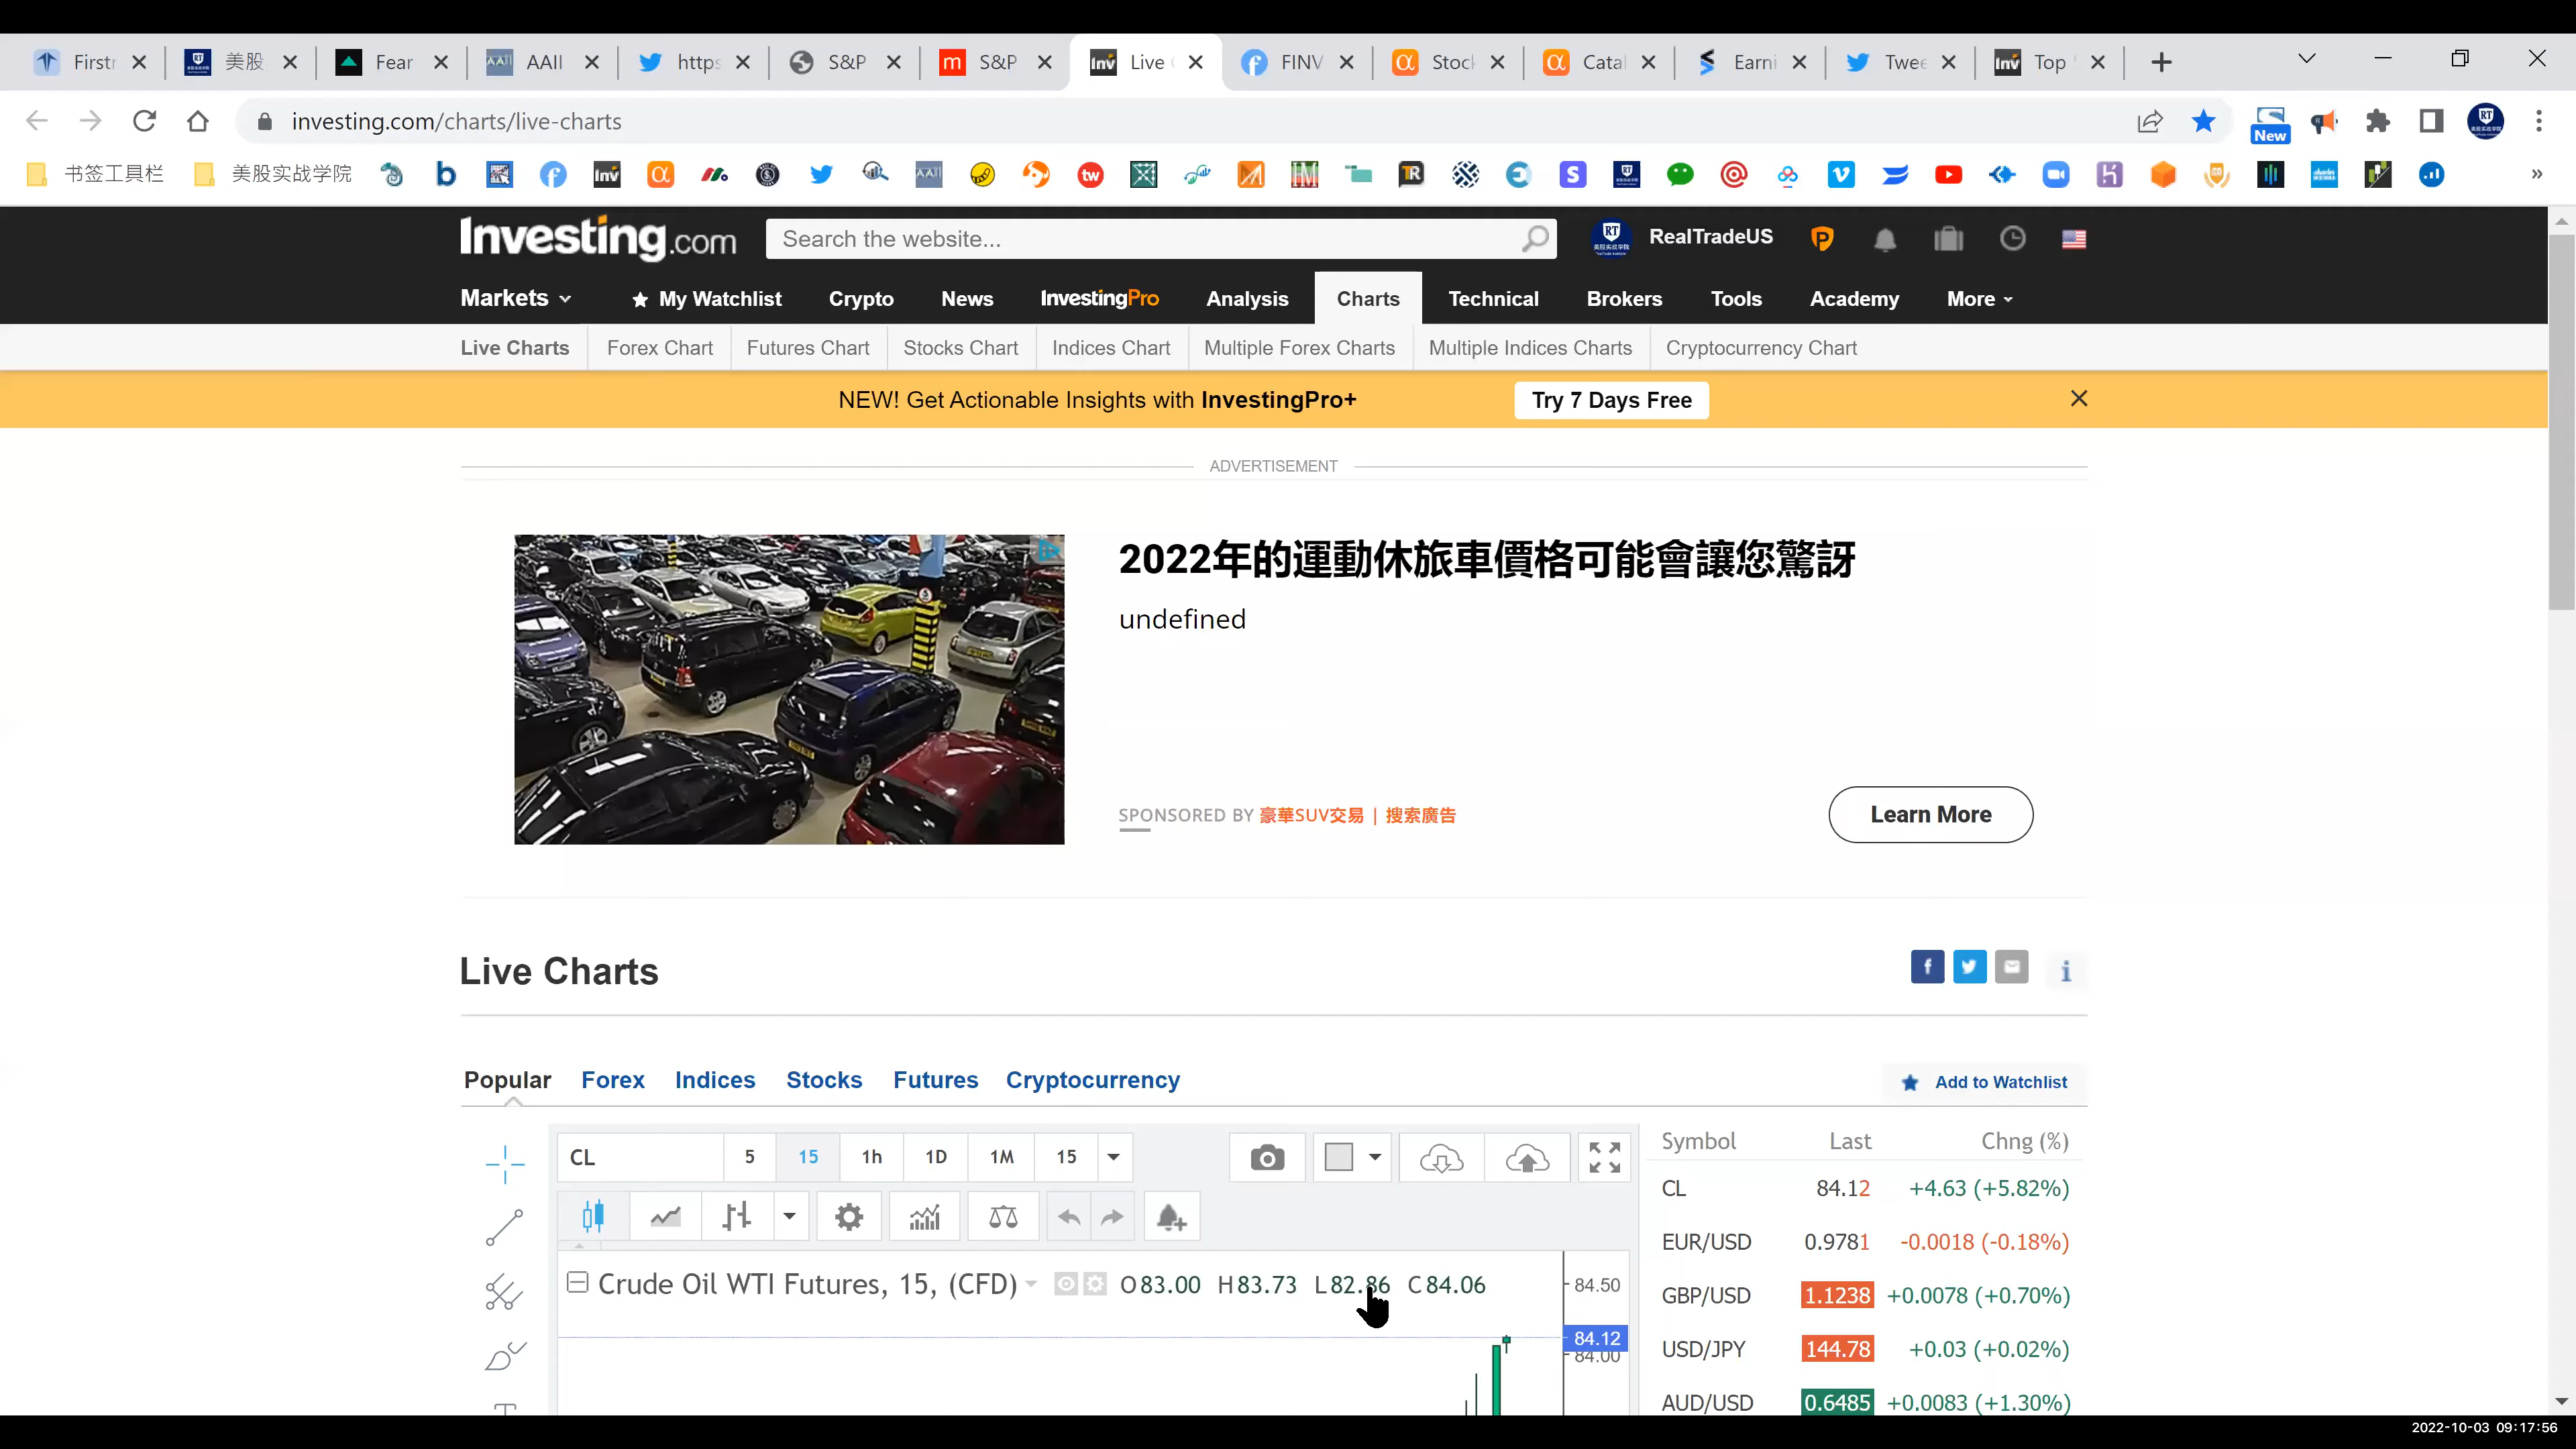 Firstr
美股
Fear
AAII
https
S&P
S&P
Live
FINV
Stoc
Catal
Earni
Twee
Top
investing.com/charts/live-charts
New
书签工具栏 美股实战学院
Investing.com
Search the website...
RealTradeUS
Markets My Watchlist Crypto News InvestingPro Analysis Charts Technical Brokers Tools Academy More
Live Charts Forex Chart Futures Chart Stocks Chart Indices Chart Multiple Forex Charts Multiple Indices Charts Cryptocurrency Chart
NEW! Get Actionable Insights with InvestingPro+ Try 7 Days Free
ADVERTISEMENT
2022年的運動休旅車價格可能會讓您驚訝
undefined
SPONSORED BY 豪華SUV交易 | 搜索廣告
Learn More
Live Charts
Popular Forex Indices Stocks Futures Cryptocurrency
Add to Watchlist
CL 5 15 1h 1D 1M 15
Symbol Last Chng (%)
CL 84.12 +4.63 (+5.82%)
EUR/USD 0.9781 -0.0018 (-0.18%)
Crude Oil WTI Futures, 15, (CFD) O83.00 H83.73 L82.86 C84.06
84.50
GBP/USD 1.1238 +0.0078 (+0.70%)
84.12
84.00
USD/JPY 144.78 +0.03 (+0.02%)
AUD/USD 0.6485 +0.0083 (+1.30%)
2022-10-03 09:17:56